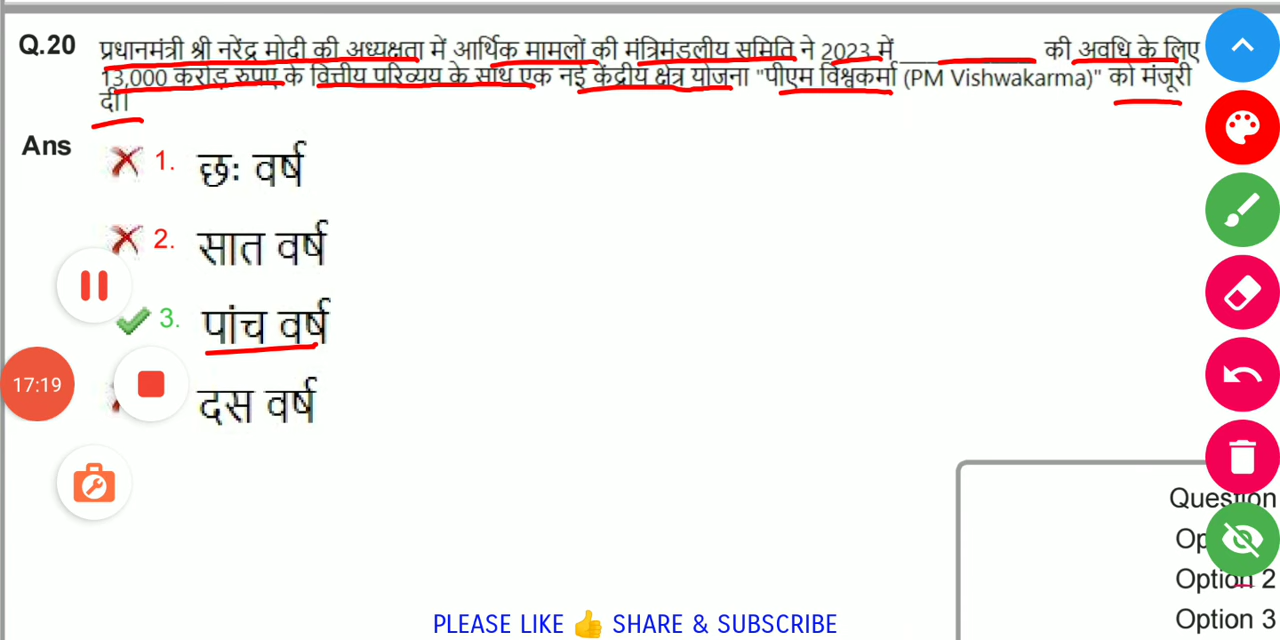 Q.20 प्रधानमंत्री श्री नरेंद्र मोदी की अध्यक्षता में आर्थिक मामलों की मंत्रिमंडलीय समिति ने 2023 में ____________ की अवधि के लिए
13,000 करोड़ रुपए के वित्तीय परिव्यय के साथ एक नई केंद्रीय क्षेत्र योजना "पीएम विश्वकर्मा (PM Vishwakarma)" को मंजूरी
दी।
Ans 1. छः वर्ष
2. सात वर्ष
3. पांच वर्ष
17:19
दस वर्ष
Question
Option 2
Option 3
PLEASE LIKE 👍 SHARE & SUBSCRIBE